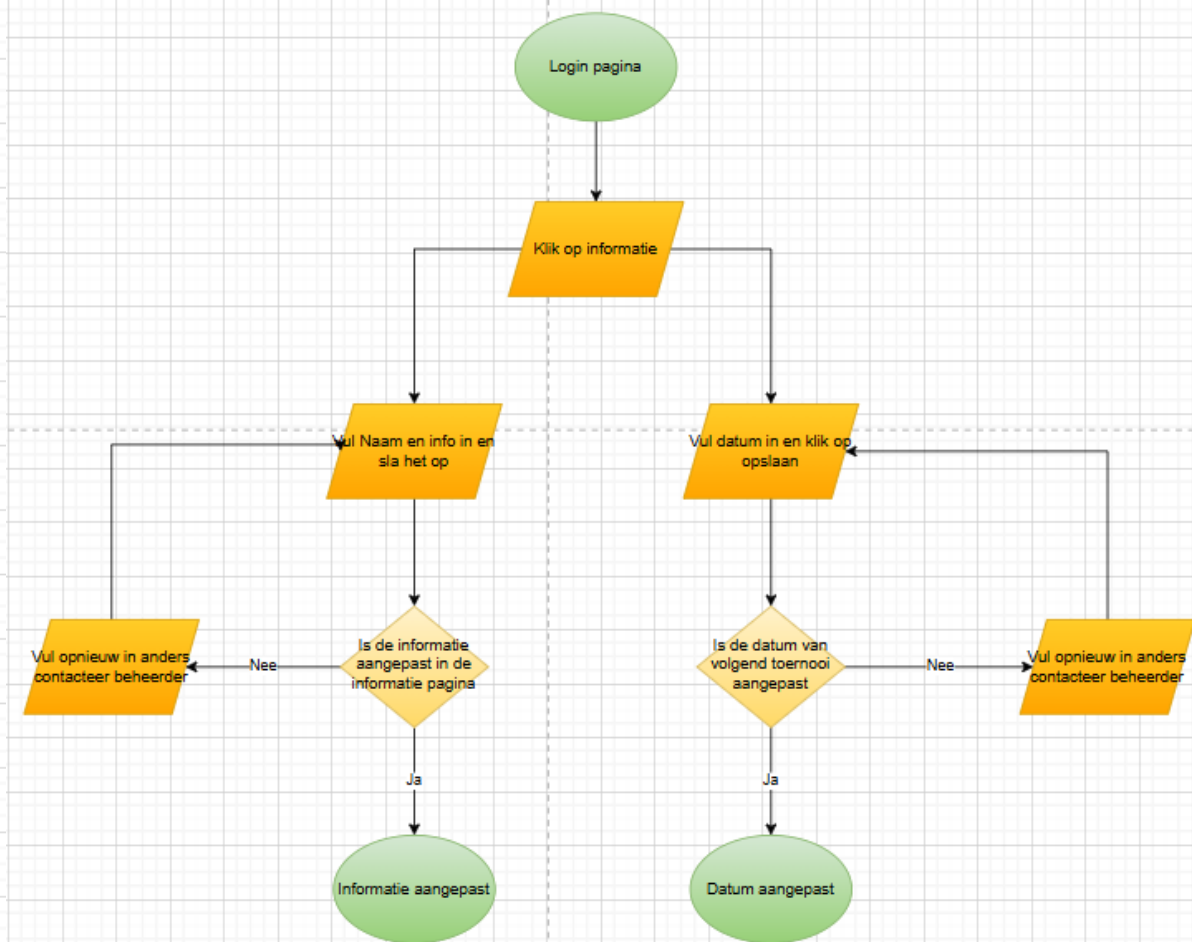 Login pagina
Klik op informatie
Vul Naam en info in en
sla het op
Vul datum in en klik op
opslaan
Vul opnieuw in anders
contacteer beheerder
Nee
Is de informatie
aangepast in de
informatie pagina
Is de datum van
volgend toernooi
aangepast
Nee
Vul opnieuw in anders
contacteer beheerder
Ja
Ja
Informatie aangepast
Datum aangepast